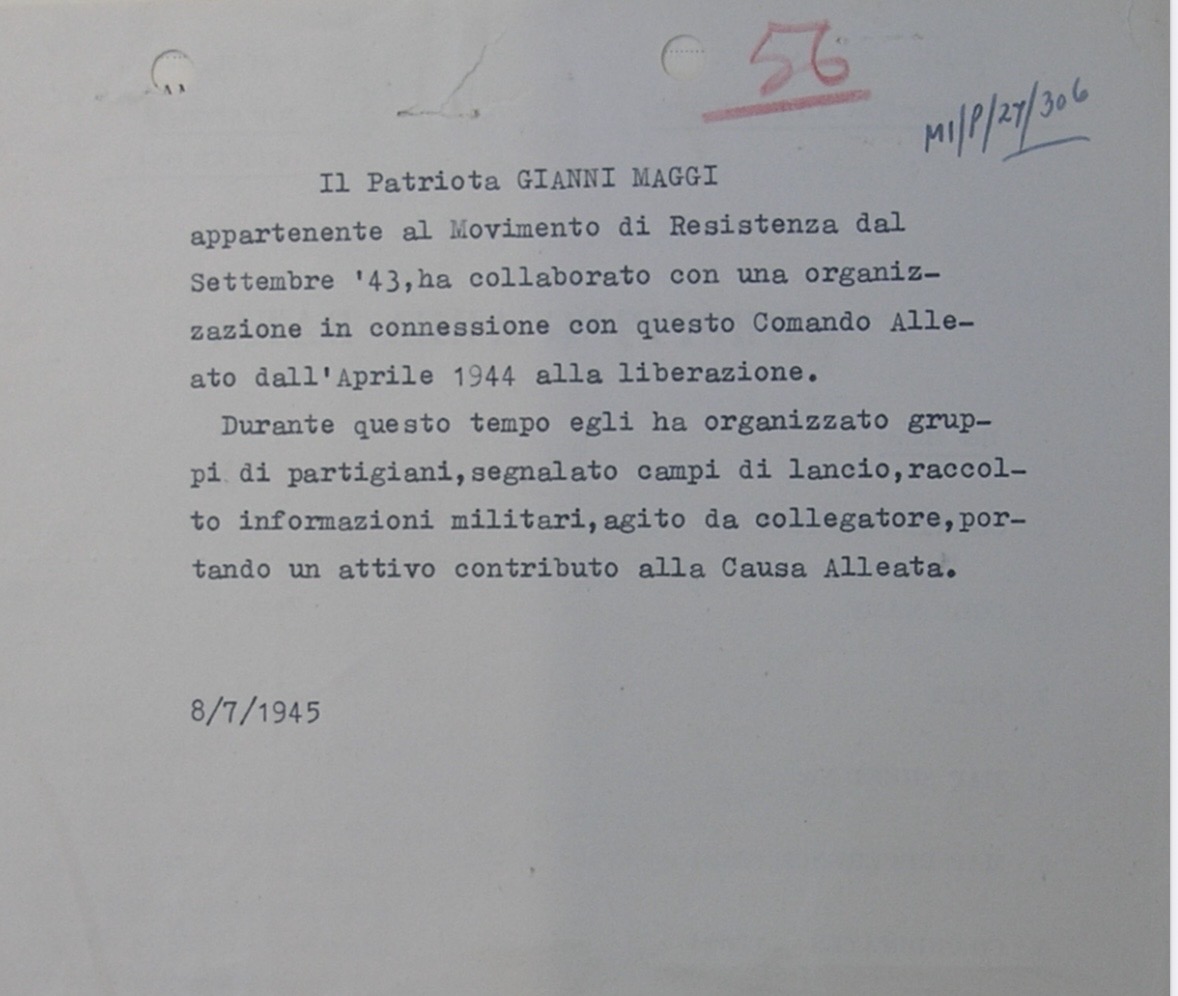 56
MI/P/27/306
Il Patriota GIANNI MAGGI
appartenente al Movimento di Resistenza dal
Settembre '43,ha collaborato con una organiz-
zazione in connessione con questo Comando Alle-
ato dall'Aprile 1944 alla liberazione.
Durante questo tempo egli ha organizzato grup-
pi di partigiani,segnalato campi di lancio,raccol-
to informazioni militari,agito da collegatore,por-
tando un attivo contributo alla Causa Alleata.
8/7/1945